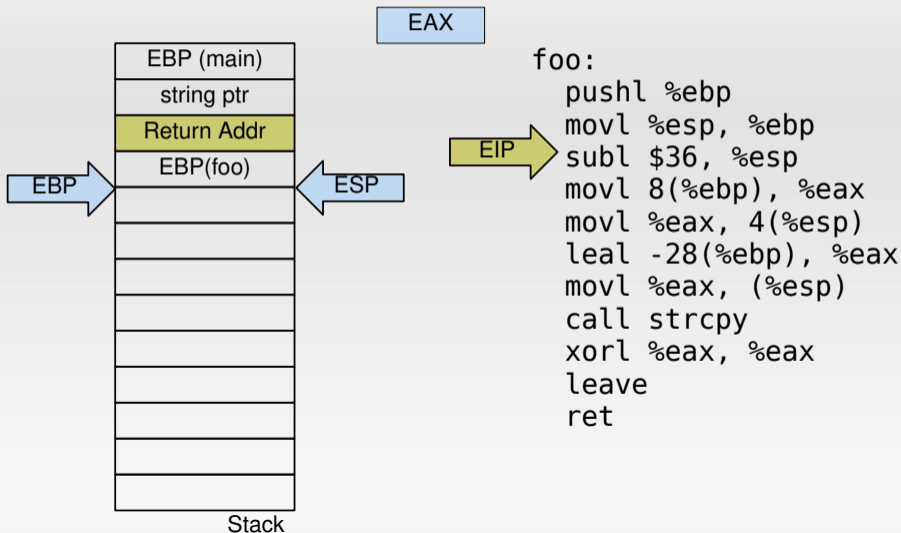 EAX
EBP (main)
string ptr
Return Addr
EBP(foo)
EBP
ESP
Stack
EIP
foo:
pushl %ebp
movl %esp, %ebp
subl $36, %esp
movl 8(%ebp), %eax
movl %eax, 4(%esp)
leal -28(%ebp), %eax
movl %eax, (%esp)
call strcpy
xorl %eax, %eax
leave
ret